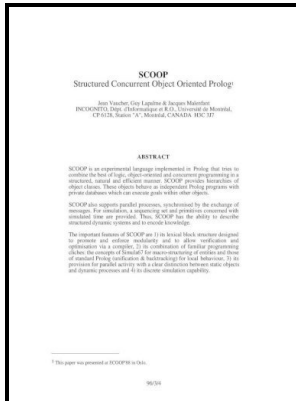 SCOOP
Structured Concurrent Object Oriented Prolog¹
Jean Vaucher, Guy Lapalme & Jacques Malenfant
INCOGNITO, Dépt. d'Informatique et R.O., Université de Montréal,
CP 6128, Station "A", Montréal, CANADA H3C 3J7
ABSTRACT
SCOOP is an experimental language implemented in Prolog that tries to
combine the best of logic, object-oriented and concurrent programming in a
structured, natural and efficient manner. SCOOP provides hierarchies of
object classes. These objects behave as independent Prolog programs with
private databases which can execute goals within other objects.
SCOOP also supports parallel processes, synchronised by the exchange of
messages. For simulation, a sequencing set and primitives concerned with
simulated time are provided. Thus, SCOOP has the ability to describe
structured dynamic systems and to encode knowledge.
The important features of SCOOP are 1) its lexical block structure designed
to promote and enforce modularity and to allow verification and
optimisation via a compiler, 2) its combination of familiar programming
cliches: the concepts of Simula67 for macro-structuring of entities and those
of standard Prolog (unification & backtracking) for local behaviour, 3) its
provision for parallel activity with a clear distinction between static objects
and dynamic processes and 4) its discrete simulation capability.
¹ This paper was presented at ECOOP'88 in Oslo.